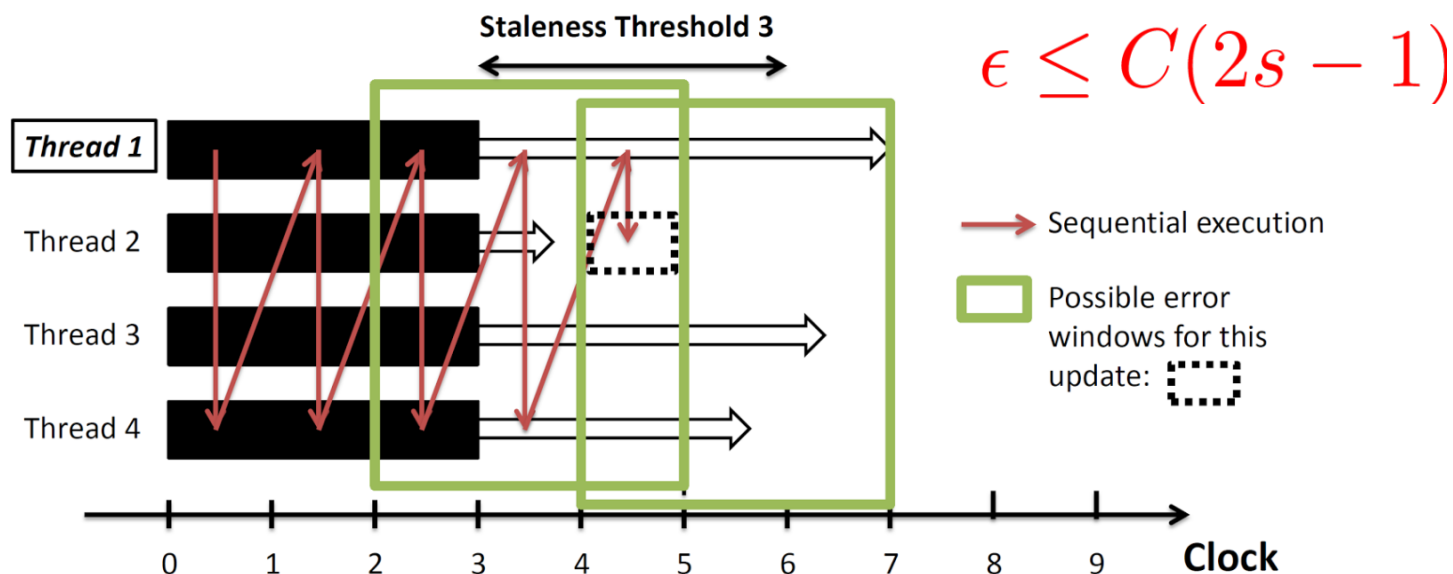 Staleness Threshold 3
ϵ ≤ C(2s − 1)
Thread 1
Thread 2
Thread 3
Thread 4
Sequential execution
Possible error
windows for this
update:
0 1 2 3 4 5 6 7 8 9 Clock